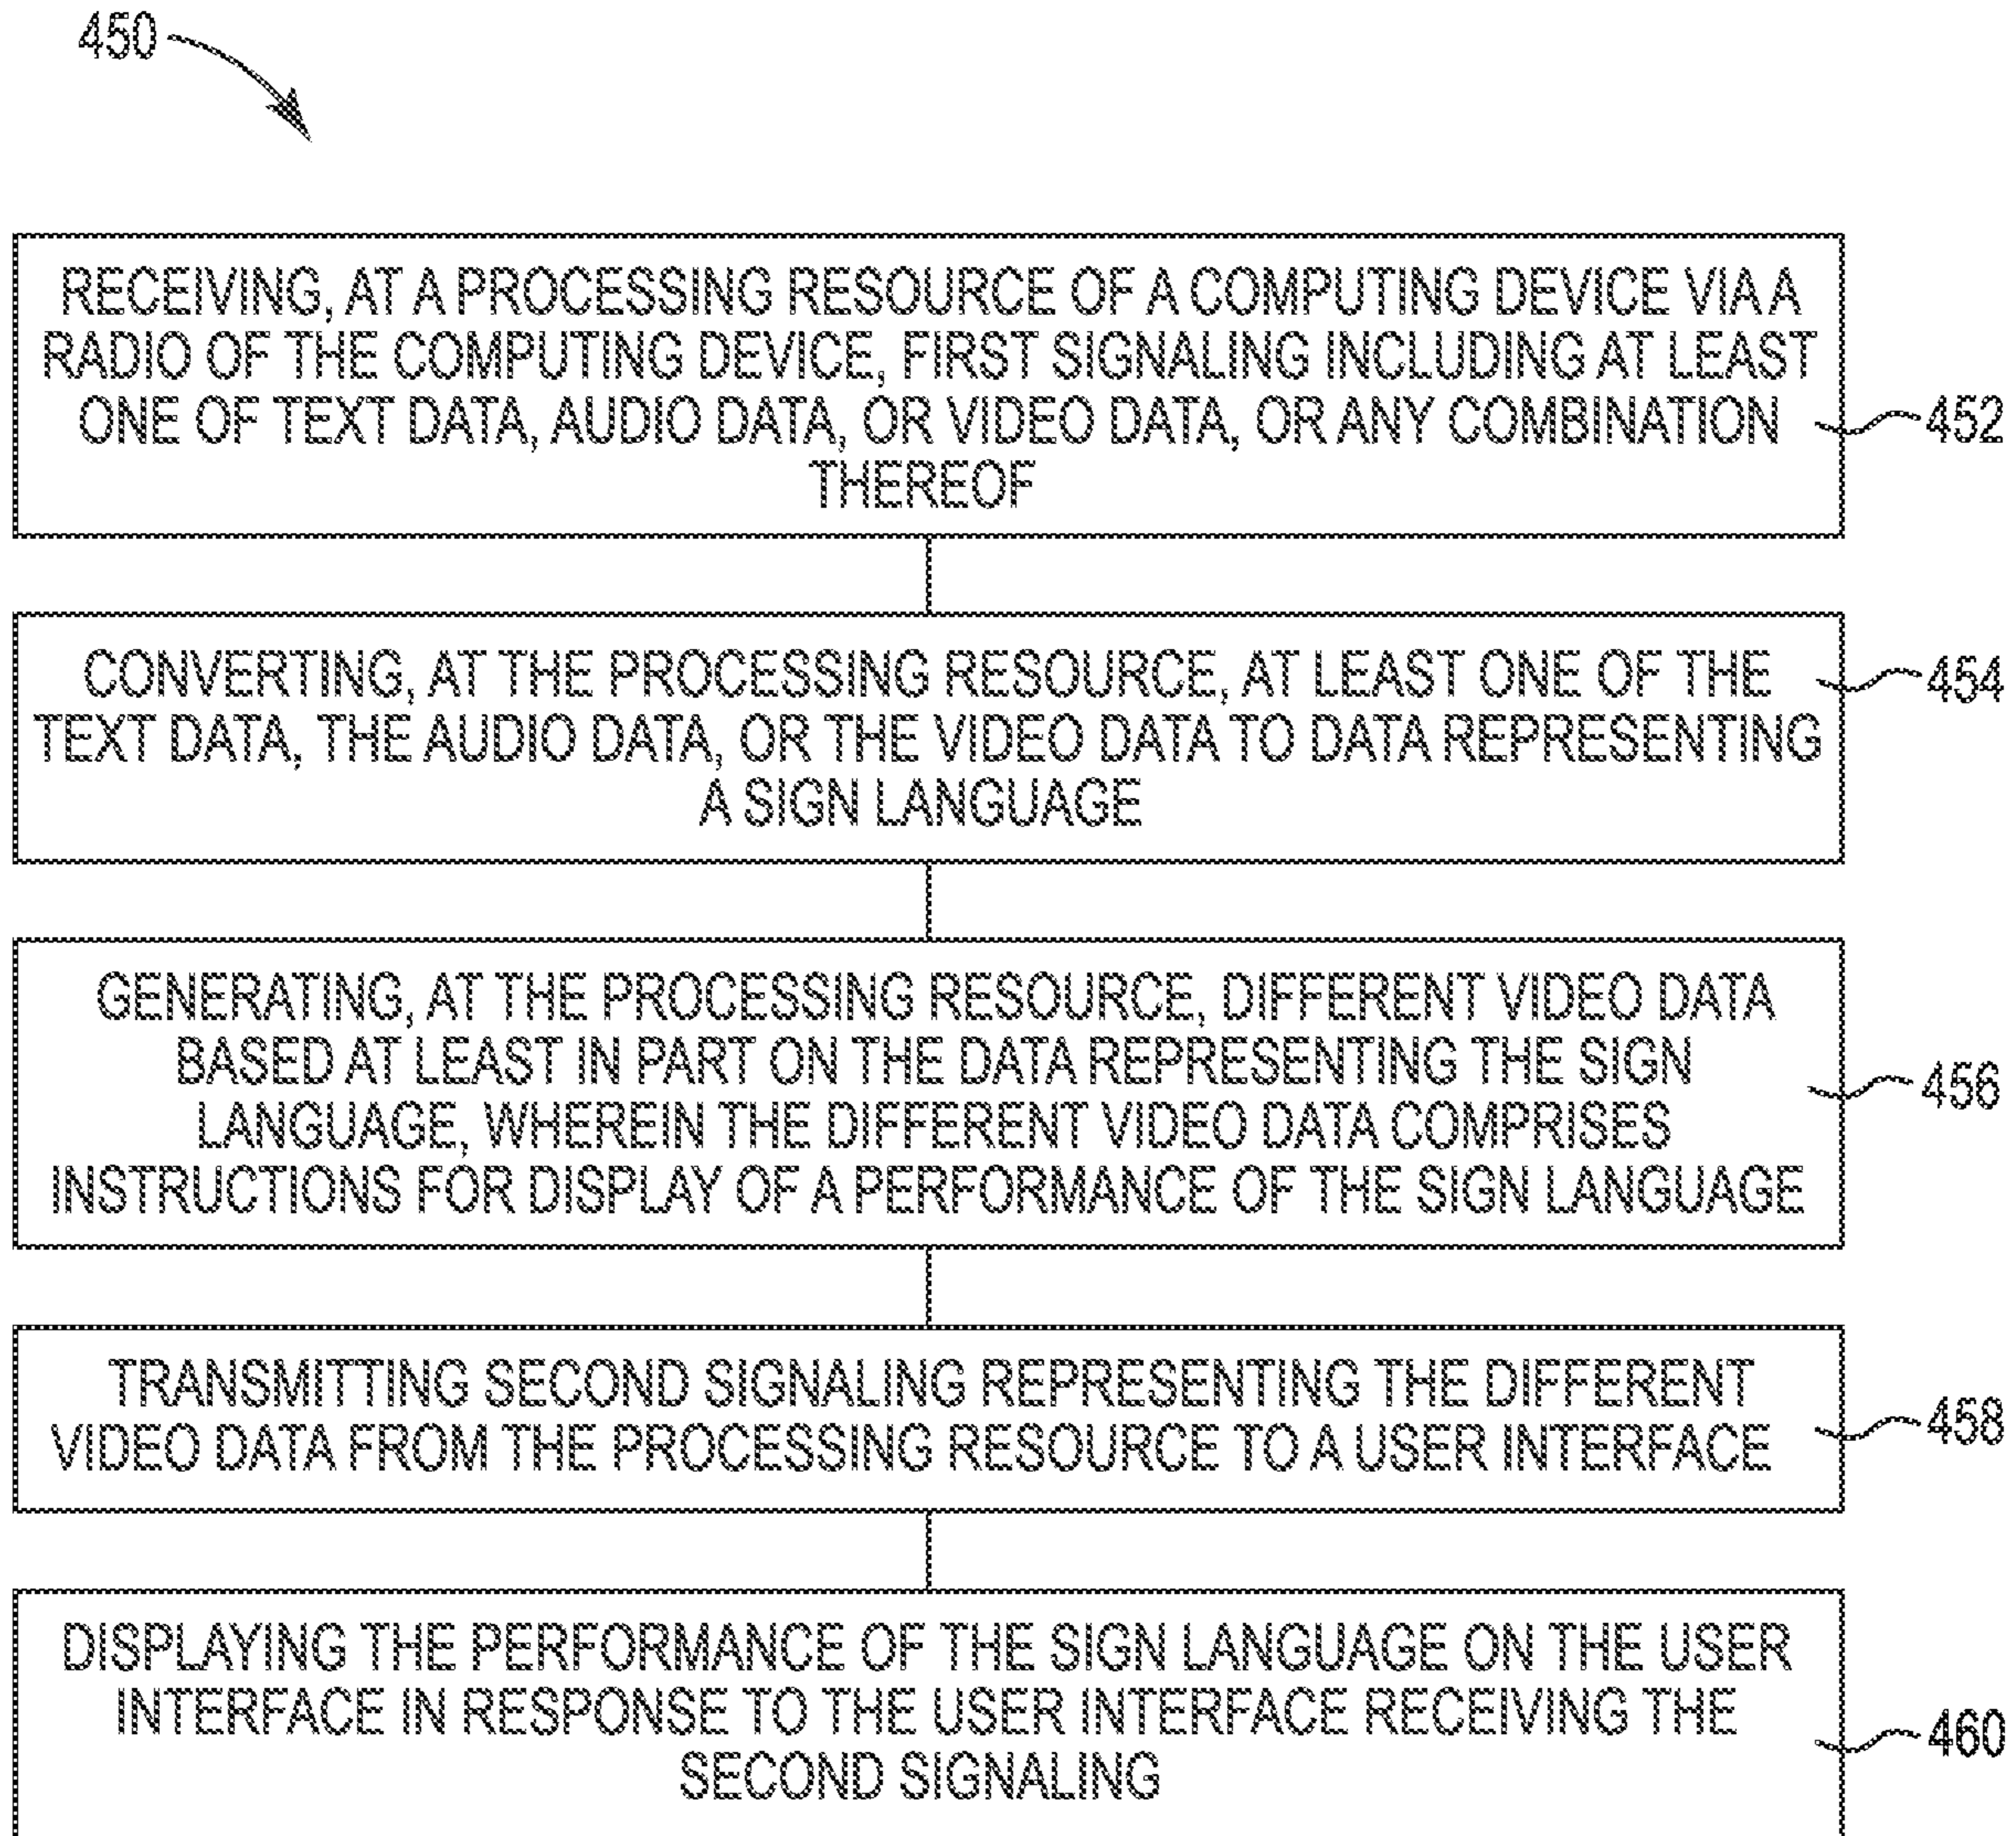 450
RECEIVING, AT A PROCESSING RESOURCE OF A COMPUTING DEVICE VIA A
RADIO OF THE COMPUTING DEVICE, FIRST SIGNALING INCLUDING AT LEAST
ONE OF TEXT DATA, AUDIO DATA, OR VIDEO DATA, OR ANY COMBINATION
THEREOF
452
CONVERTING, AT THE PROCESSING RESOURCE, AT LEAST ONE OF THE
TEXT DATA, THE AUDIO DATA, OR THE VIDEO DATA TO DATA REPRESENTING
A SIGN LANGUAGE
454
GENERATING, AT THE PROCESSING RESOURCE, DIFFERENT VIDEO DATA
BASED AT LEAST IN PART ON THE DATA REPRESENTING THE SIGN
LANGUAGE, WHEREIN THE DIFFERENT VIDEO DATA COMPRISES
INSTRUCTIONS FOR DISPLAY OF A PERFORMANCE OF THE SIGN LANGUAGE
456
TRANSMITTING SECOND SIGNALING REPRESENTING THE DIFFERENT
VIDEO DATA FROM THE PROCESSING RESOURCE TO A USER INTERFACE
458
DISPLAYING THE PERFORMANCE OF THE SIGN LANGUAGE ON THE USER
INTERFACE IN RESPONSE TO THE USER INTERFACE RECEIVING THE
SECOND SIGNALING
460